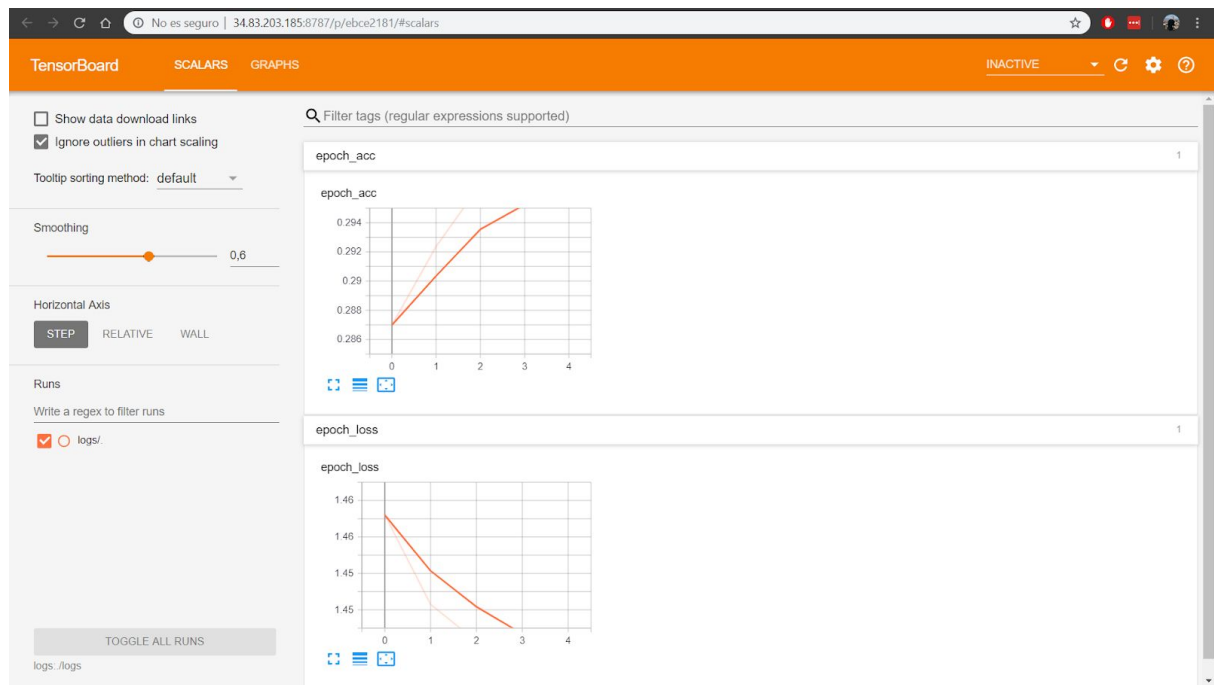 No es seguro | 34.83.203.185:8787/p/ebce2181/#scalars
TensorBoard SCALARS GRAPHS INACTIVE
Show data download links
Ignore outliers in chart scaling
Tooltip sorting method: default
Smoothing
0,6
Horizontal Axis
STEP RELATIVE WALL
Runs
Write a regex to filter runs
logs/.
TOGGLE ALL RUNS
logs: /logs
Filter tags (regular expressions supported)
epoch_acc 1
epoch_acc
0.294
0.292
0.29
0.288
0.286
0 1 2 3 4
epoch_loss 1
epoch_loss
1.46
1.46
1.45
1.45
0 1 2 3 4